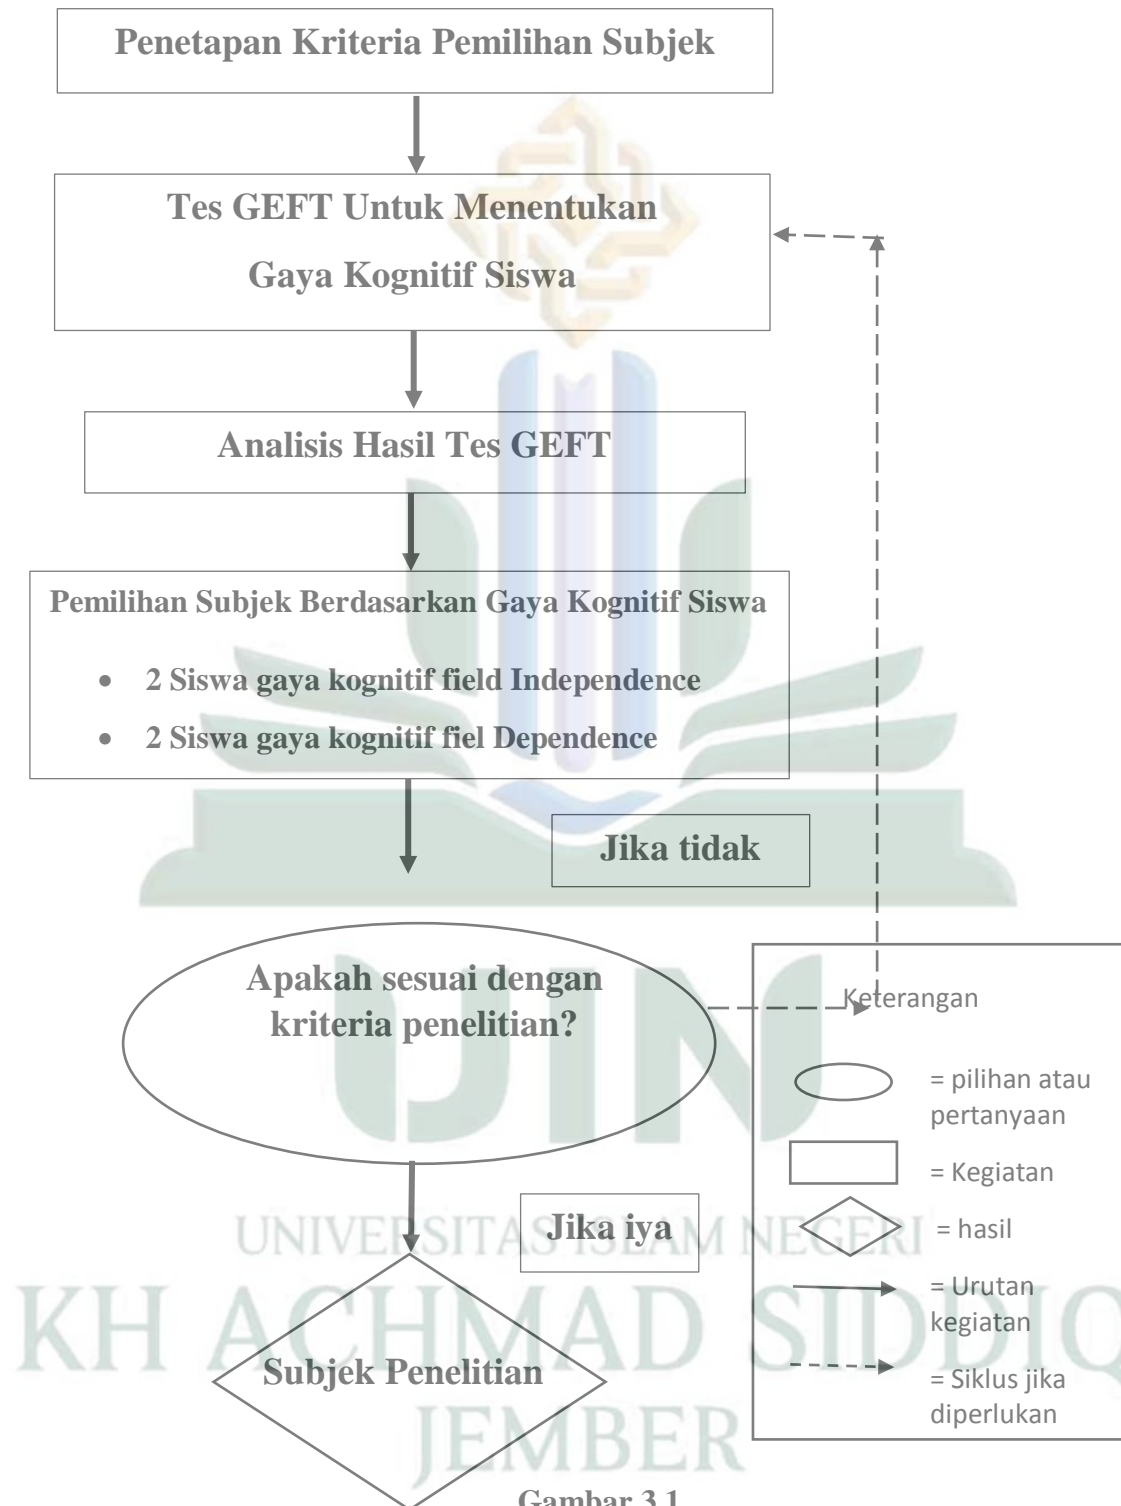 Penetapan Kriteria Pemilihan Subjek
Tes GEFT Untuk Menentukan
Gaya Kognitif Siswa
Analisis Hasil Tes GEFT
Pemilihan Subjek Berdasarkan Gaya Kognitif Siswa
• 2 Siswa gaya kognitif field Independence
• 2 Siswa gaya kognitif fiel Dependence
Jika tidak
Apakah sesuai dengan
kriteria penelitian?
Keterangan
= pilihan atau
pertanyaan
= Kegiatan
= hasil
= Urutan
kegiatan
= Siklus jika
diperlukan
Jika iya
Subjek Penelitian
UIN
UNIVERSITAS ISLAM NEGERI
KH ACHMAD SIDDIQ
JEMBER
Gambar 3.1